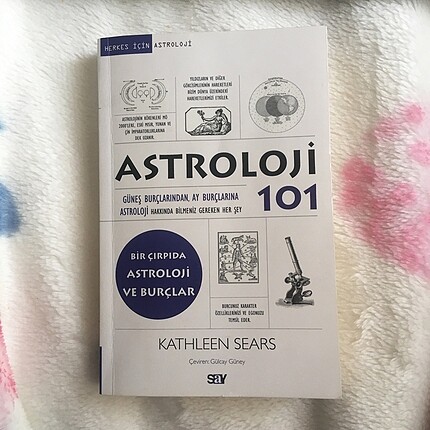 HERKES İÇİN ASTROLOJİ
YILDIZLARIN VE DİĞER
GÖKCİSİMLERİNİN HAREKETLERİ
BİZİM DÜNYA ÜZERİNDEKİ
HAREKETLERİMİZİ ETKİLER.
ASTROLOJİNİN KÖKENLERİ MÖ
2000'LERE, ESKİ MISIR, YUNAN VE
ÇİN İMPARATORLUKLARINA
DEK UZANIR.
ASTROLOJİ
101
GÜNEŞ BURÇLARINDAN, AY BURÇLARINA
ASTROLOJİ HAKKINDA BİLMENİZ GEREKEN HER ŞEY
BİR ÇIRPIDA
ASTROLOJİ
VE BURÇLAR
BURCUNUZ KARAKTER
ÖZELLİKLERİNİZİ VE EGONUZU
TEMSİL EDER.
KATHLEEN SEARS
Çeviren: Gülcay Güney
say